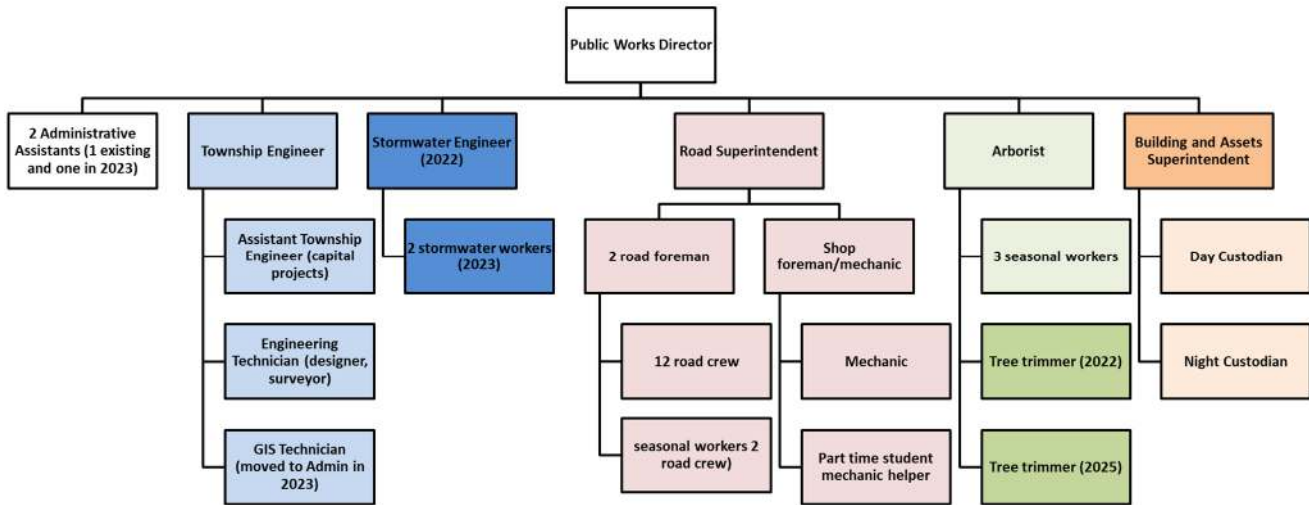 Public Works
Director
2 Administrative
Assistants (1 existing
and one in 2023)
Township Engineer
Stormwater Engineer
(2022)
Road Superintendent
Arborist
Building and Assets
Superintendent
Assistant Township
Engineer (capital
projects)
2 stormwater workers
(2023)
2 road foreman
Shop
foreman/mechanic
3 seasonal workers
Day Custodian
Engineering
Technician (designer,
surveyor)
12 road crew
Mechanic
Tree trimmer (2022)
Night Custodian
GIS Technician
(moved to Admin in
2023)
seasonal workers 2
road crew)
Part time student
mechanic helper
Tree trimmer (2025)